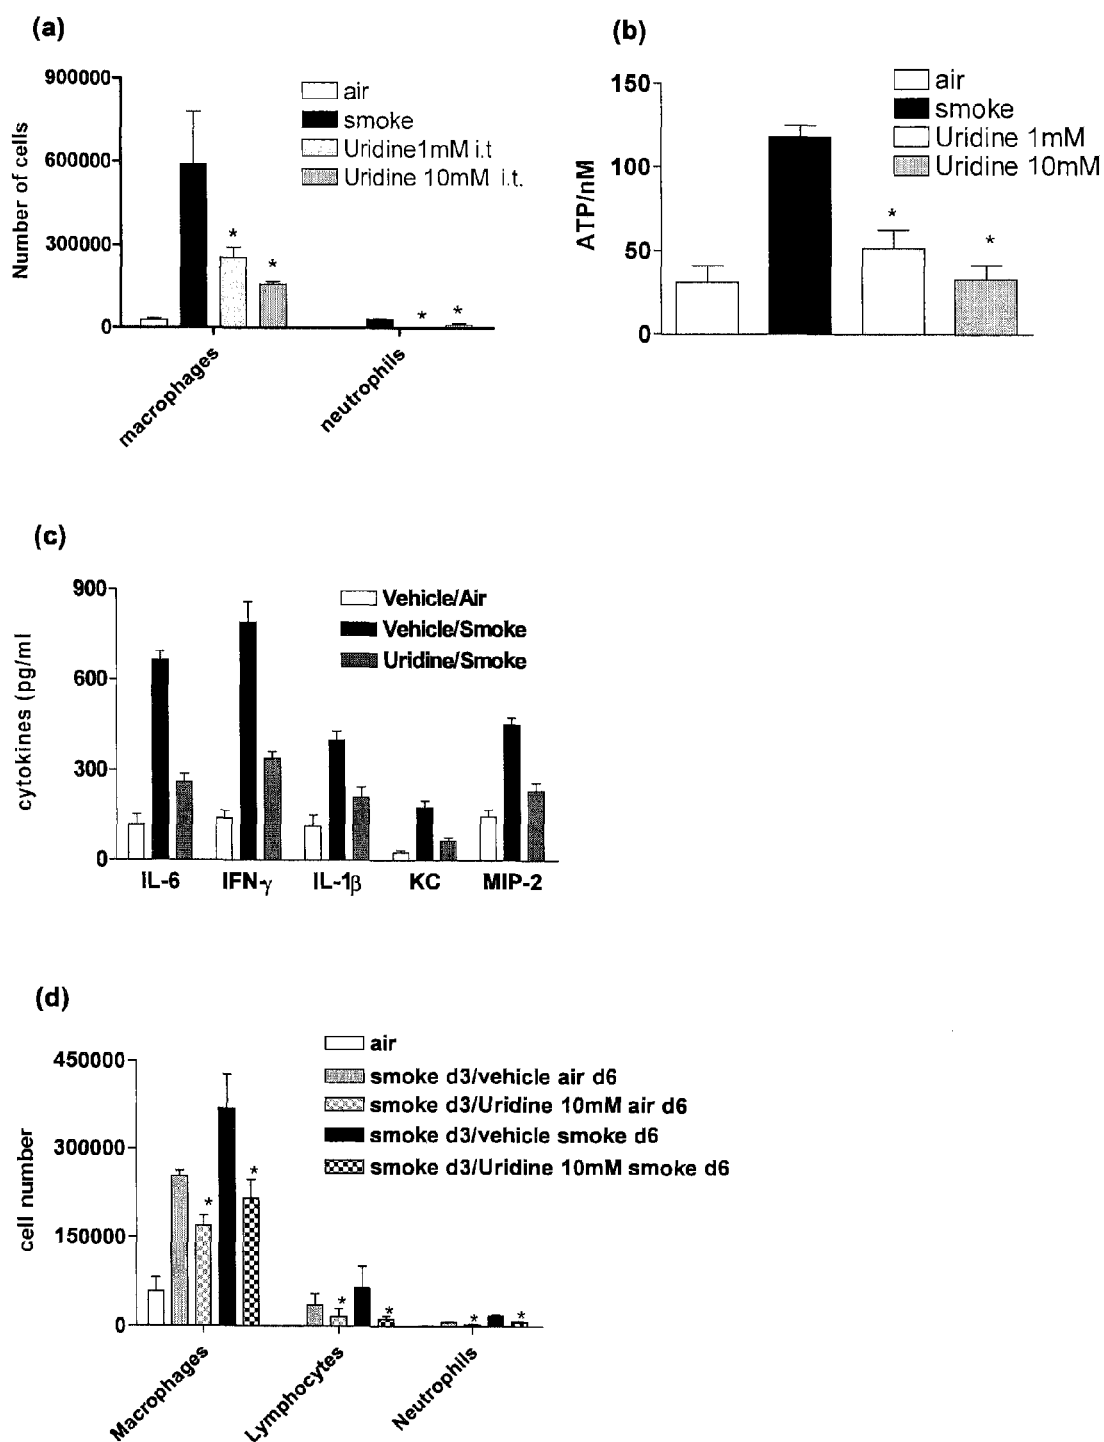 (a)
900000
600000
300000
0
Number of cells
air
smoke
Uridine1mM i.t
Uridine 10mM i.t.
*
*
*
*
macrophages
neutrophils
(b)
150
100
50
0
ATP/nM
air
smoke
Uridine 1mM
Uridine 10mM
*
*
(c)
900
600
300
0
cytokines (pg/ml
Vehicle/Air
Vehicle/Smoke
Uridine/Smoke
IL-6 IFN-γ IL-1β KC MIP-2
(d)
450000
300000
150000
0
cell number
air
smoke d3/vehicle air d6
smoke d3/Uridine 10mM air d6
smoke d3/vehicle smoke d6
smoke d3/Uridine 10mM smoke d6
*
*
*
*
*
*
Macrophages
Lymphocytes
Neutrophils